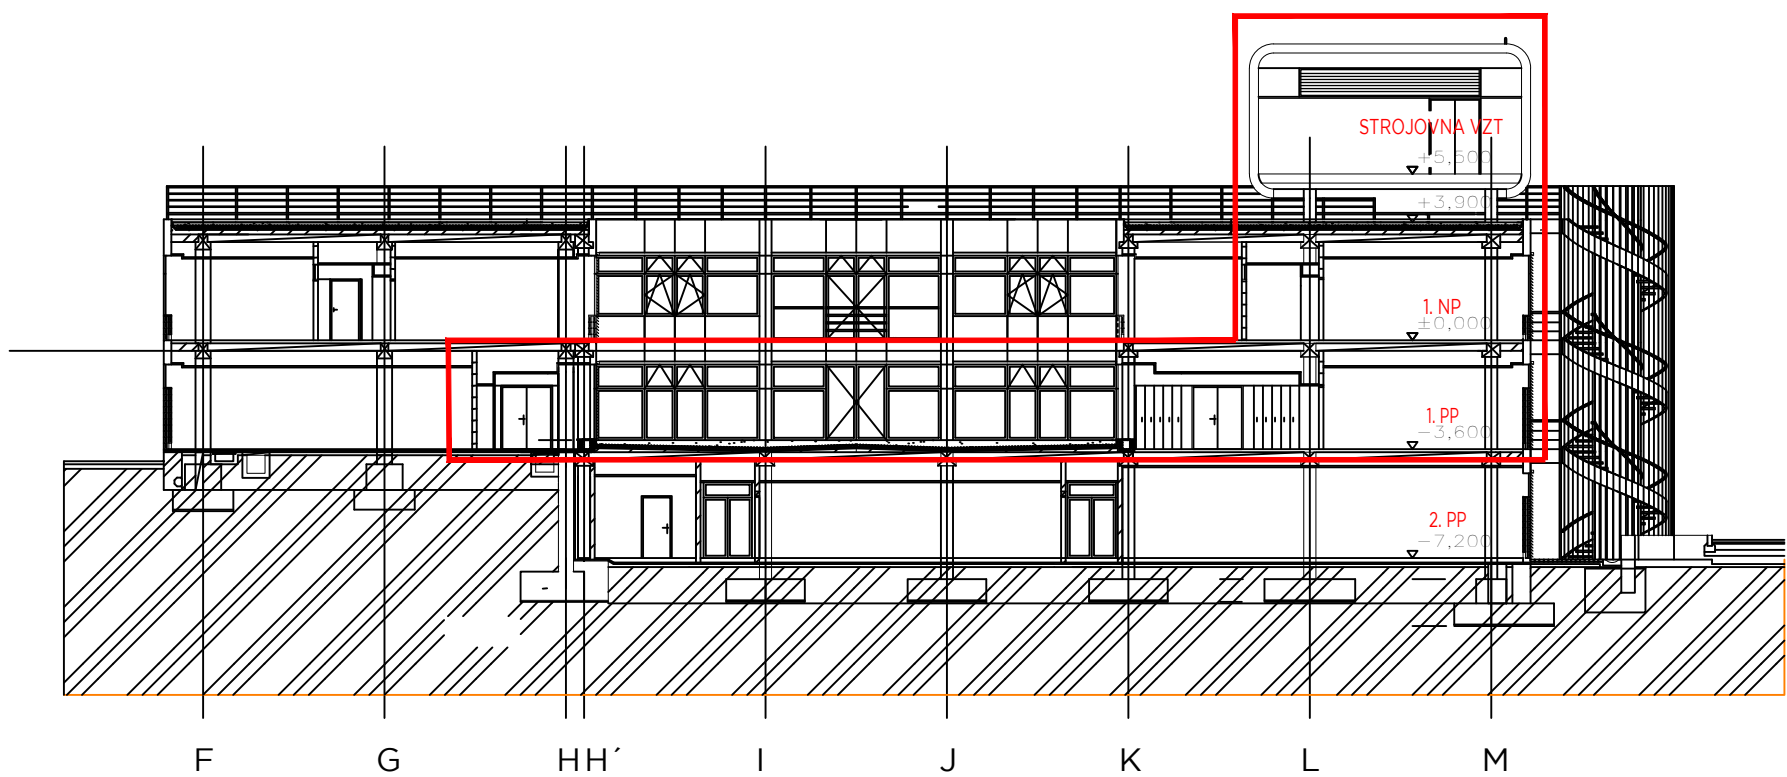 STROJOVNA VZT
+5,500
+3,900
1. NP
±0,000
1. PP
−3,600
2. PP
−7,200
F G H H´ I J K L M